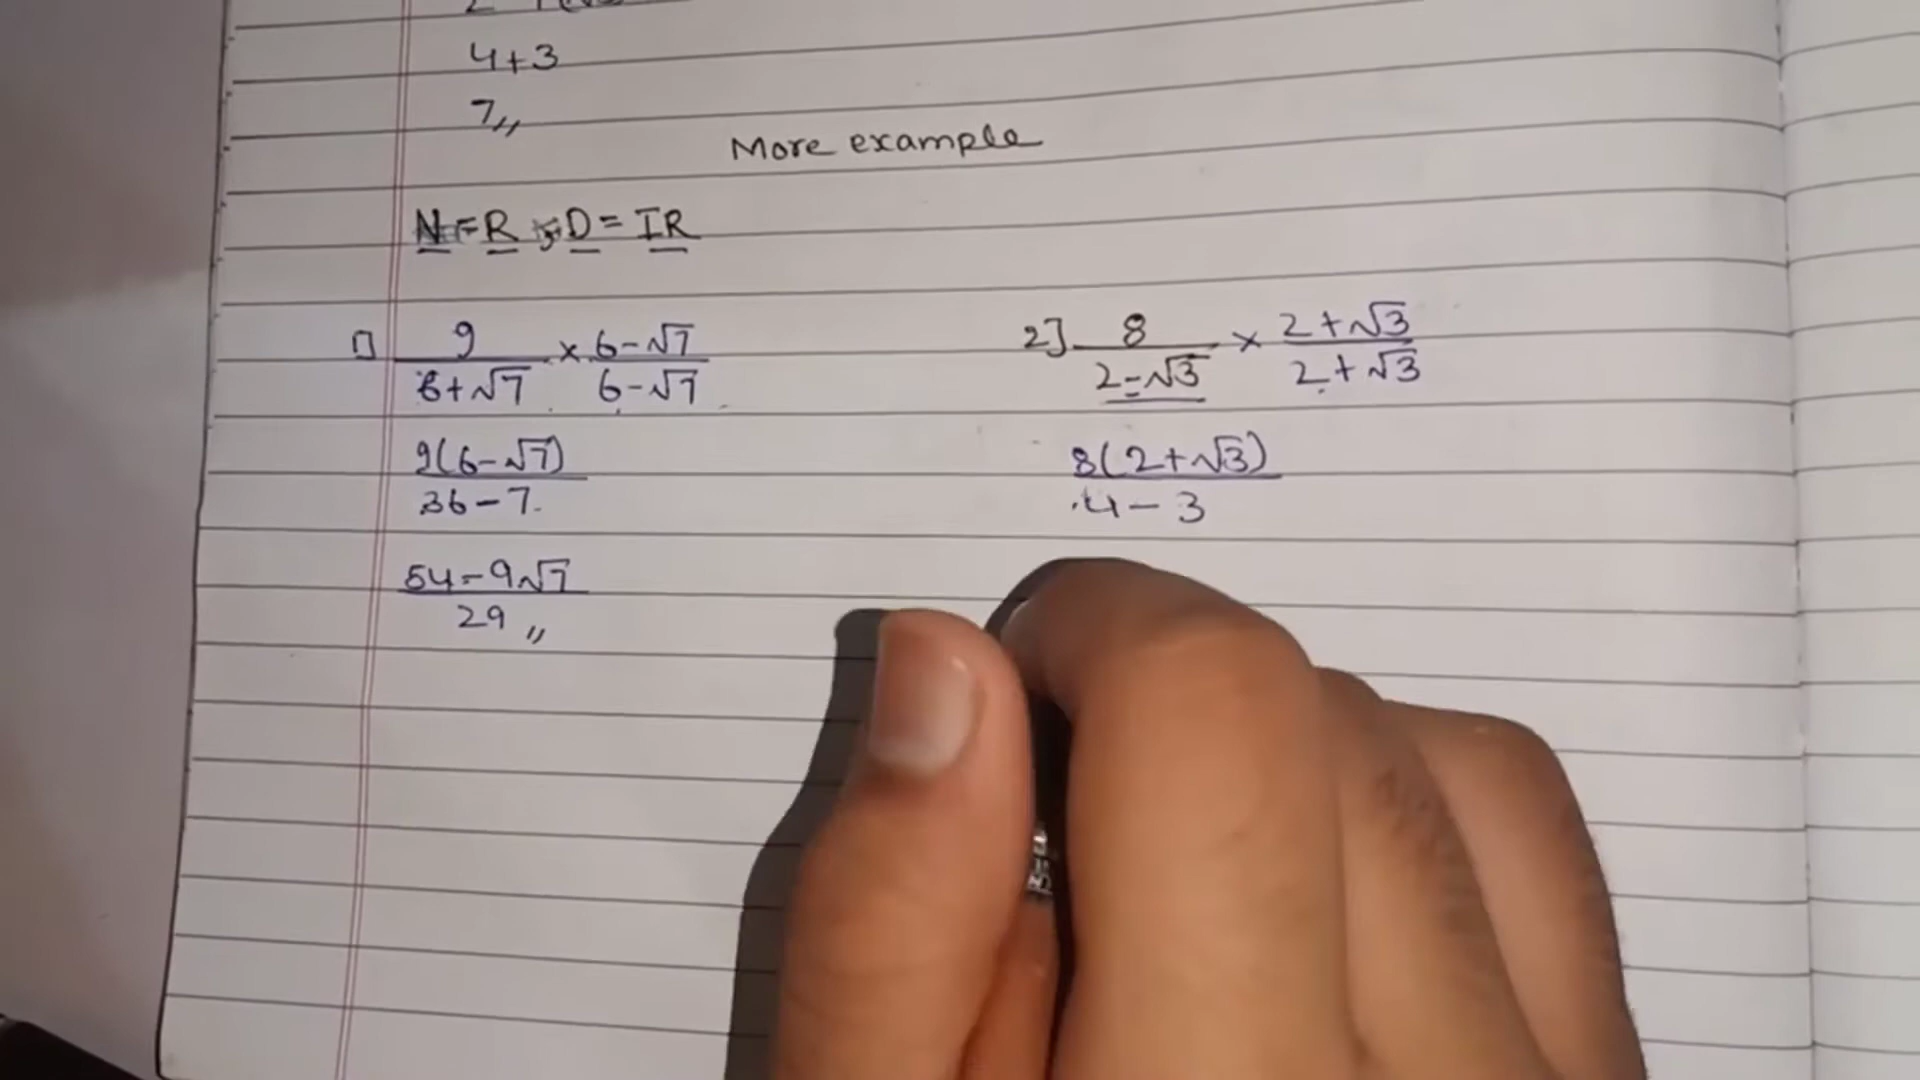 4+3
7,,
More example
N=R ; D = IR
1] 9/(6+√7) × (6-√7)/(6-√7)
9(6-√7)/(36-7)
(54-9√7)/29 ,,
2] 8/(2-√3) × (2+√3)/(2+√3)
8(2+√3)/(4-3)